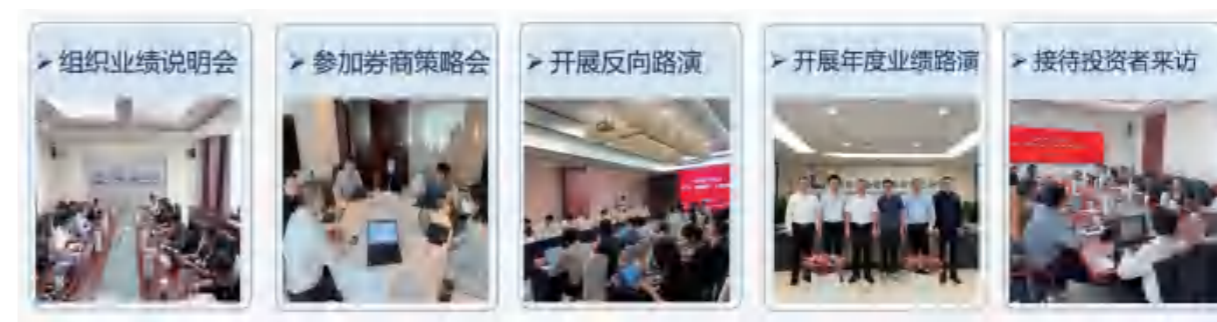 ➢ 组织业绩说明会
➢ 参加券商策略会
➢ 开展反向路演
➢ 开展年度业绩路演
➢ 接待投资者来访